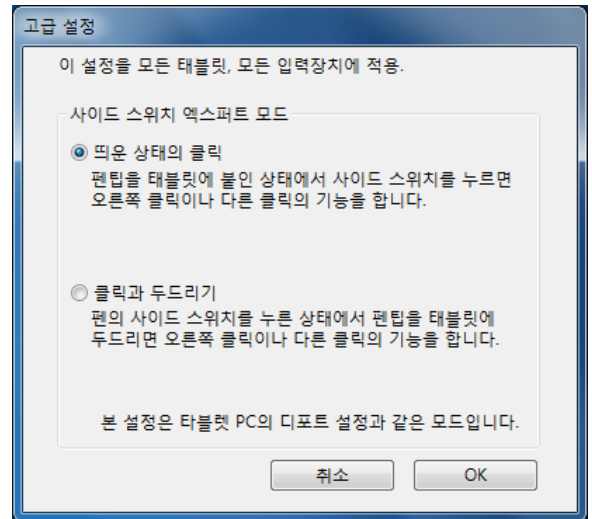 고급 설정
이 설정을 모든 태블릿, 모든 입력장치에 적용.
사이드 스위치 엑스퍼트 모드
띄운 상태의 클릭
펜팁을 태블릿에 붙인 상태에서 사이드 스위치를 누르면
오른쪽 클릭이나 다른 클릭의 기능을 합니다.
클릭과 두드리기
펜의 사이드 스위치를 누른 상태에서 펜팁을 태블릿에
두드리면 오른쪽 클릭이나 다른 클릭의 기능을 합니다.
본 설정은 타블렛 PC의 디포트 설정과 같은 모드입니다.
취소 OK